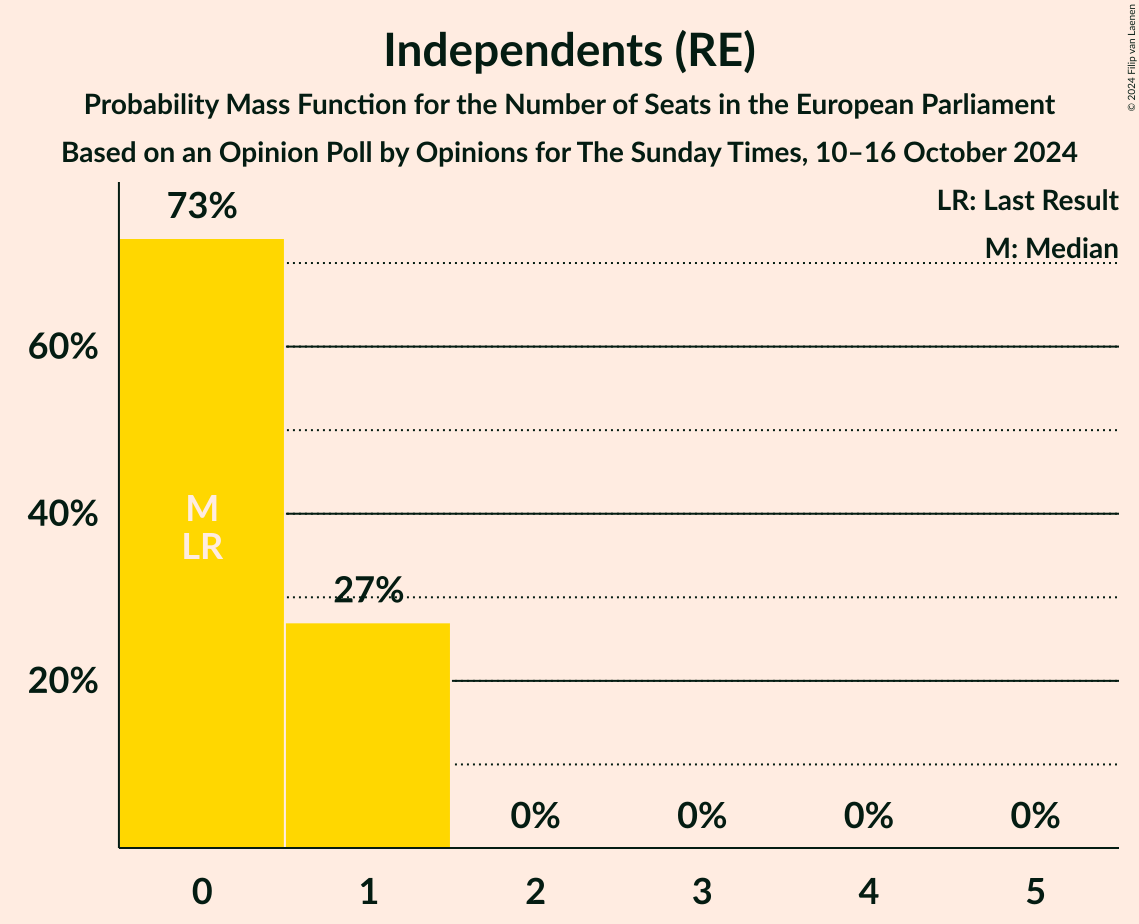 Independents (RE)
Probability Mass Function for the Number of Seats in the European Parliament
Based on an Opinion Poll by Opinions for The Sunday Times, 10–16 October 2024
© 2024 Filip van Laenen
LR: Last Result
M: Median
73%
60%
40%
20%
M
LR
27%
0%
0%
0%
0%
0
1
2
3
4
5